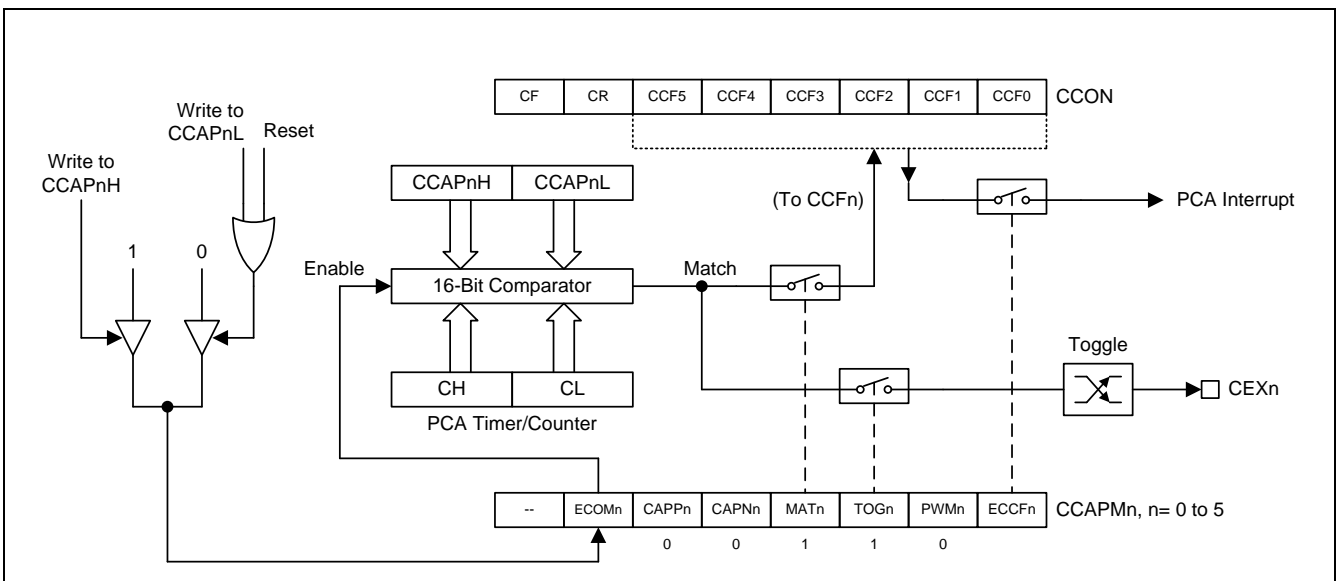 CF CR CCF5 CCF4 CCF3 CCF2 CCF1 CCF0 CCON
Write to
CCAPnL
Reset
Write to
CCAPnH
CCAPnH CCAPnL
(To CCFn)
PCA Interrupt
1 0
Enable
16-Bit Comparator
Match
Toggle
CH CL
CEXn
PCA Timer/Counter
-- ECOMn CAPPn CAPNn MATn TOGn PWMn ECCFn CCAPMn, n= 0 to 5
0 0 1 1 0